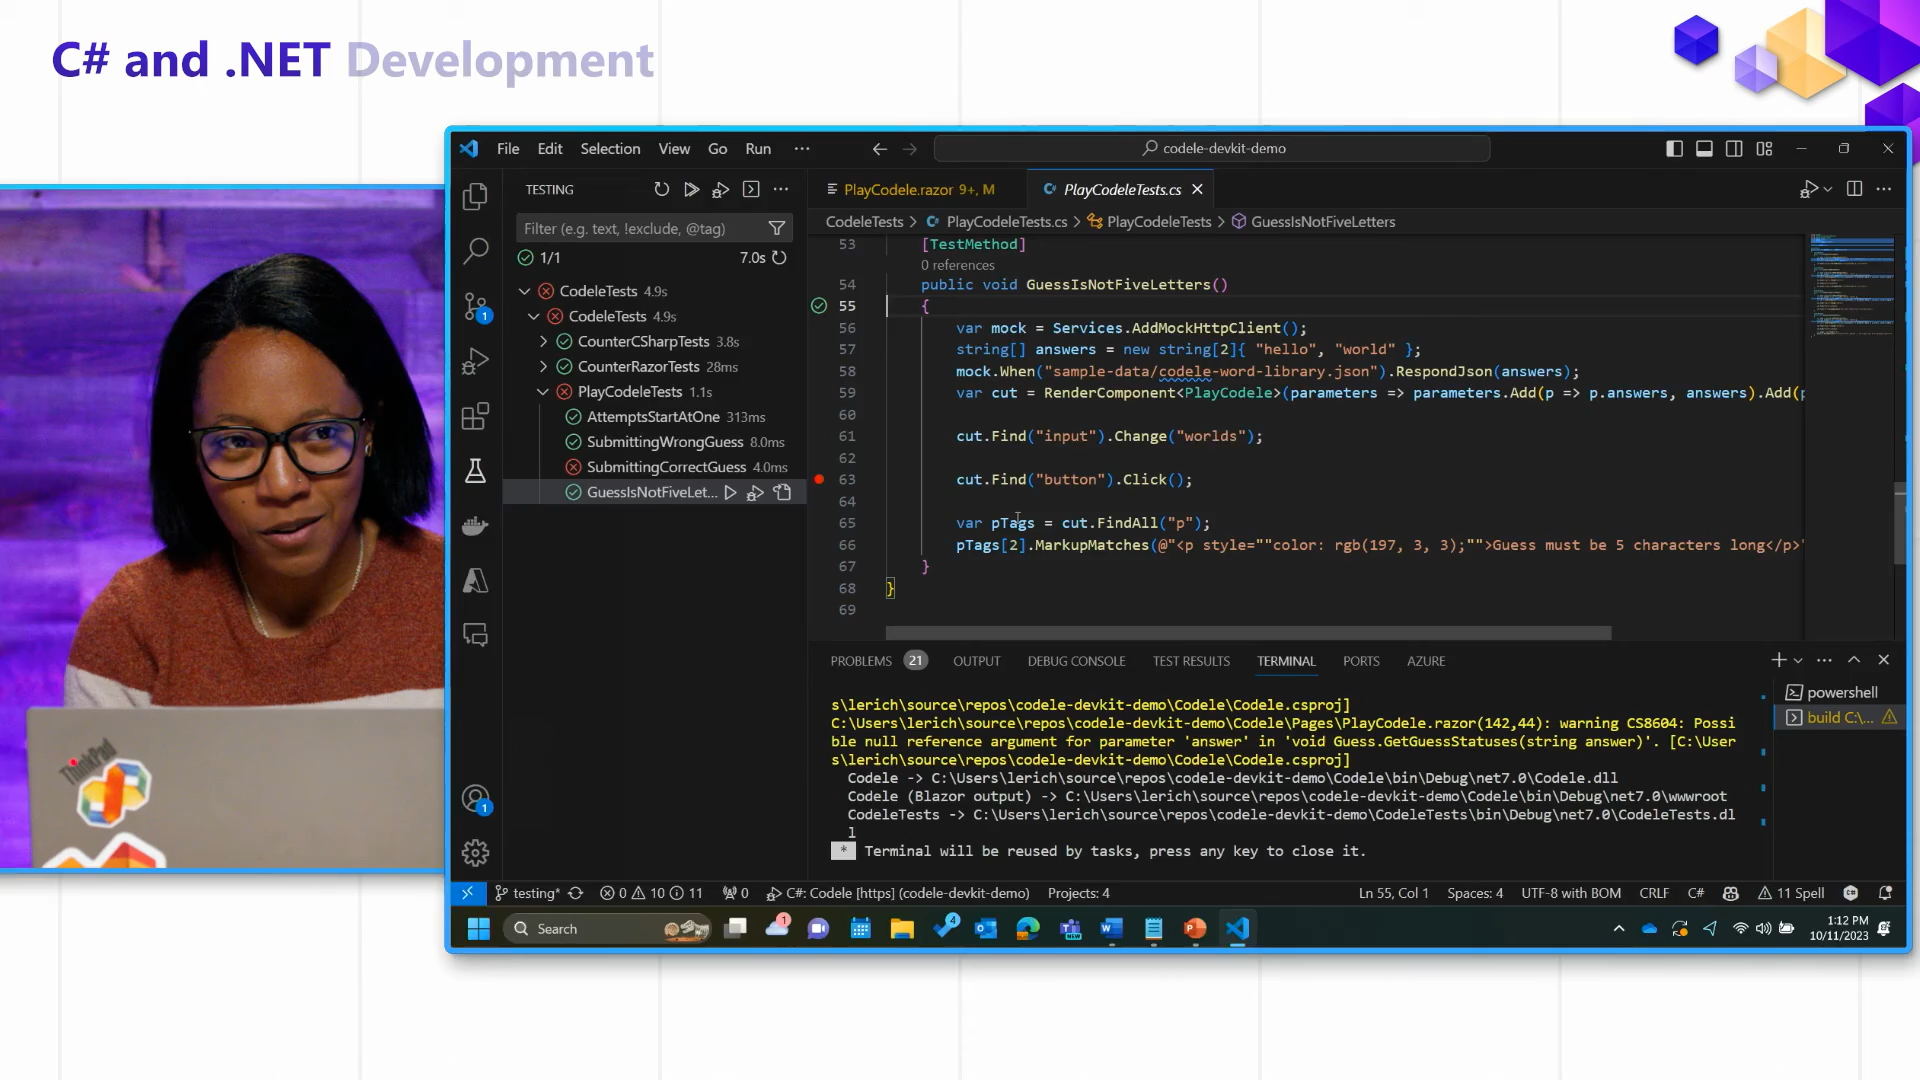 C# and .NET Development
File Edit Selection View Go Run ···
codele-devkit-demo
TESTING
Filter (e.g. text, !exclude, @tag)
1/1 7.0s
CodeleTests 4.9s
CodeleTests 4.9s
CounterCSharpTests 3.8s
CounterRazorTests 28ms
PlayCodeleTests 1.1s
AttemptsStartAtOne 313ms
SubmittingWrongGuess 8.0ms
SubmittingCorrectGuess 4.0ms
GuessIsNotFiveLet...
PlayCodele.razor 9+, M
PlayCodeleTests.cs
CodeleTests > PlayCodeleTests.cs > PlayCodeleTests > GuessIsNotFiveLetters
53 [TestMethod]
0 references
54 public void GuessIsNotFiveLetters()
55 {
56 var mock = Services.AddMockHttpClient();
57 string[] answers = new string[2]{ "hello", "world" };
58 mock.When("sample-data/codele-word-library.json").RespondJson(answers);
59 var cut = RenderComponent<PlayCodele>(parameters => parameters.Add(p => p.answers, answers).Add(p
60
61 cut.Find("input").Change("worlds");
62
63 cut.Find("button").Click();
64
65 var pTags = cut.FindAll("p");
66 pTags[2].MarkupMatches(@"<p style=""color: rgb(197, 3, 3);"">Guess must be 5 characters long</p>"
67 }
68 }
69
PROBLEMS 21 OUTPUT DEBUG CONSOLE TEST RESULTS TERMINAL PORTS AZURE
s\lerich\source\repos\codele-devkit-demo\Codele\Codele.csproj]
C:\Users\lerich\source\repos\codele-devkit-demo\Codele\Pages\PlayCodele.razor(142,44): warning CS8604: Possi
ble null reference argument for parameter 'answer' in 'void Guess.GetGuessStatuses(string answer)'. [C:\User
s\lerich\source\repos\codele-devkit-demo\Codele\Codele.csproj]
Codele -> C:\Users\lerich\source\repos\codele-devkit-demo\Codele\bin\Debug\net7.0\Codele.dll
Codele (Blazor output) -> C:\Users\lerich\source\repos\codele-devkit-demo\Codele\bin\Debug\net7.0\wwwroot
CodeleTests -> C:\Users\lerich\source\repos\codele-devkit-demo\CodeleTests\bin\Debug\net7.0\CodeleTests.dl
l
* Terminal will be reused by tasks, press any key to close it.
powershell
build C:\...
1
1
ThinkPad
testing* 0 10 11 0 C#: Codele [https] (codele-devkit-demo) Projects: 4 Ln 55, Col 1 Spaces: 4 UTF-8 with BOM CRLF C# 11 Spell
Search 1 4 NEW
1:12 PM
10/11/2023